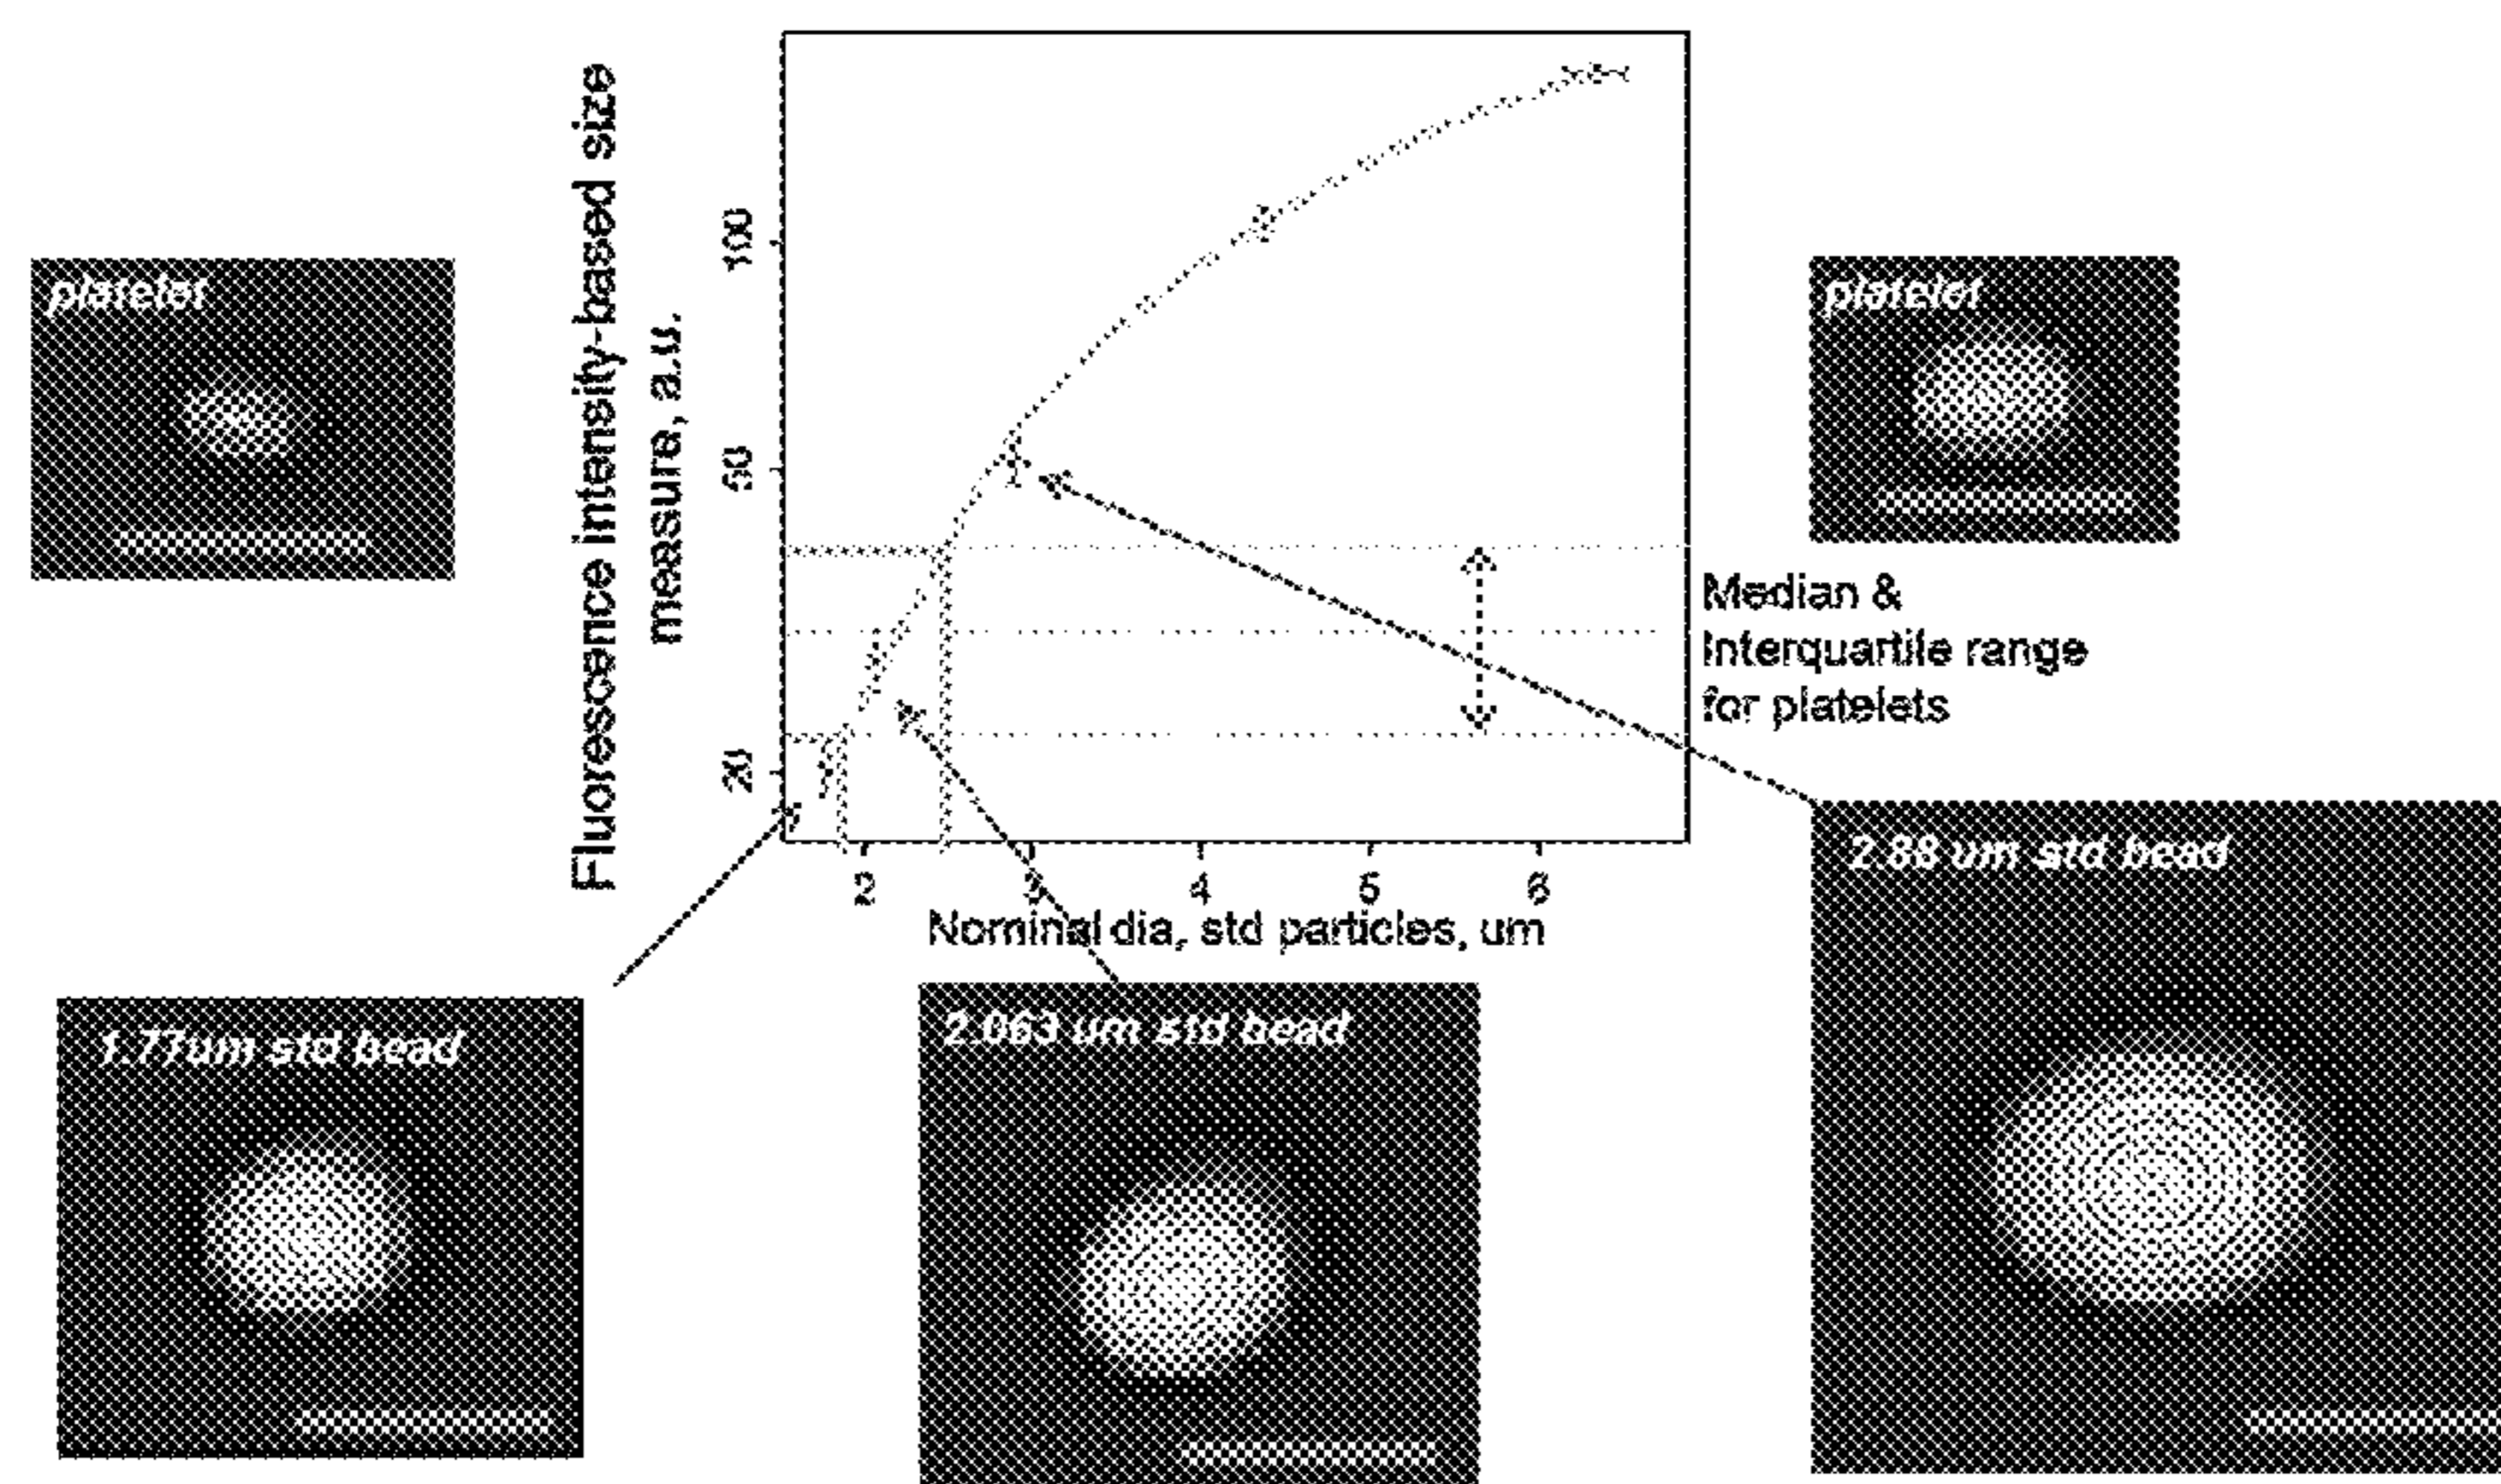 Fluorescence intensity-based size
measure, a.u.
100
50
20
2 3 4 5 6
Nominal dia, std particles, um
platelet
platelet
Median &
Interquartile range
for platelets
1.77um std bead
2.063 um std bead
2.88 um std bead